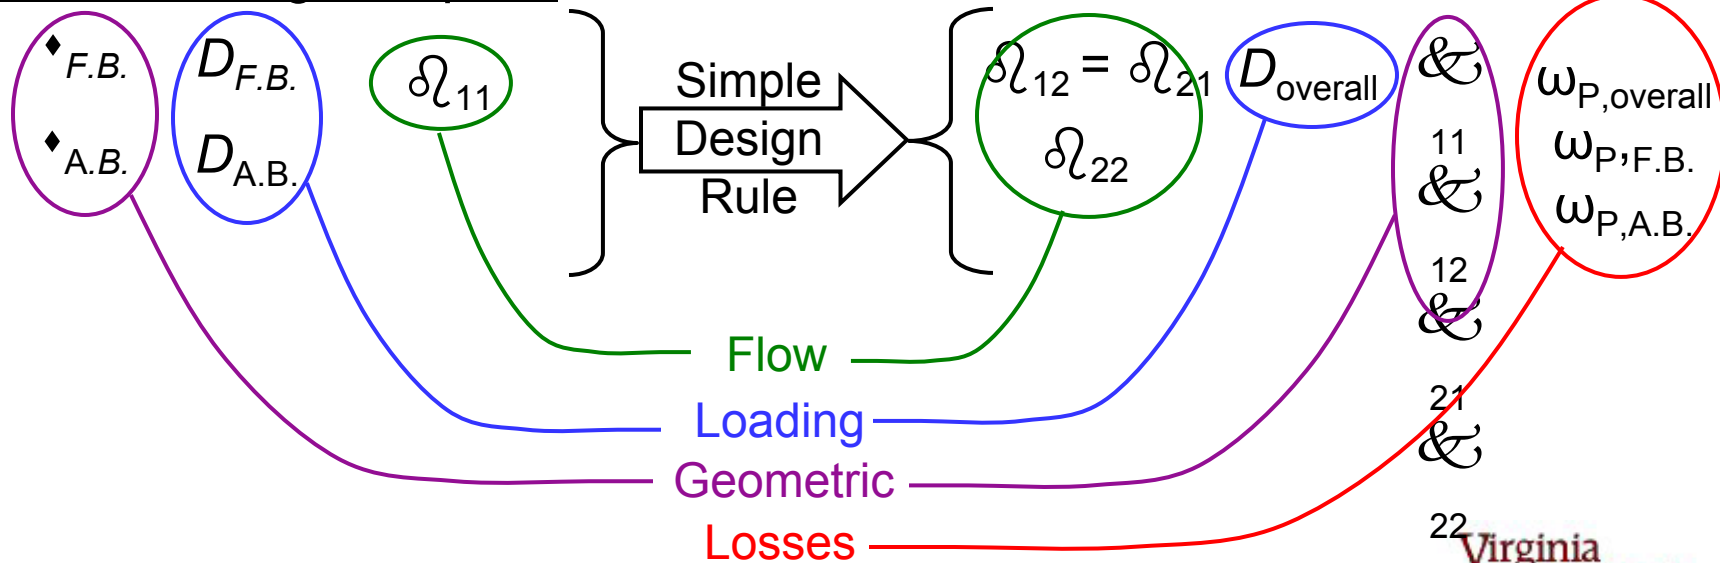 ♦F.B.
♦A.B.
DF.B.
DA.B.
♌11
Simple
Design
Rule
♌12 = ♌21
♌22
Doverall
&
11
&
12
&
21
&
22
ωP,overall
ωP,F.B.
ωP,A.B.
Flow
Loading
Geometric
Losses
Virginia